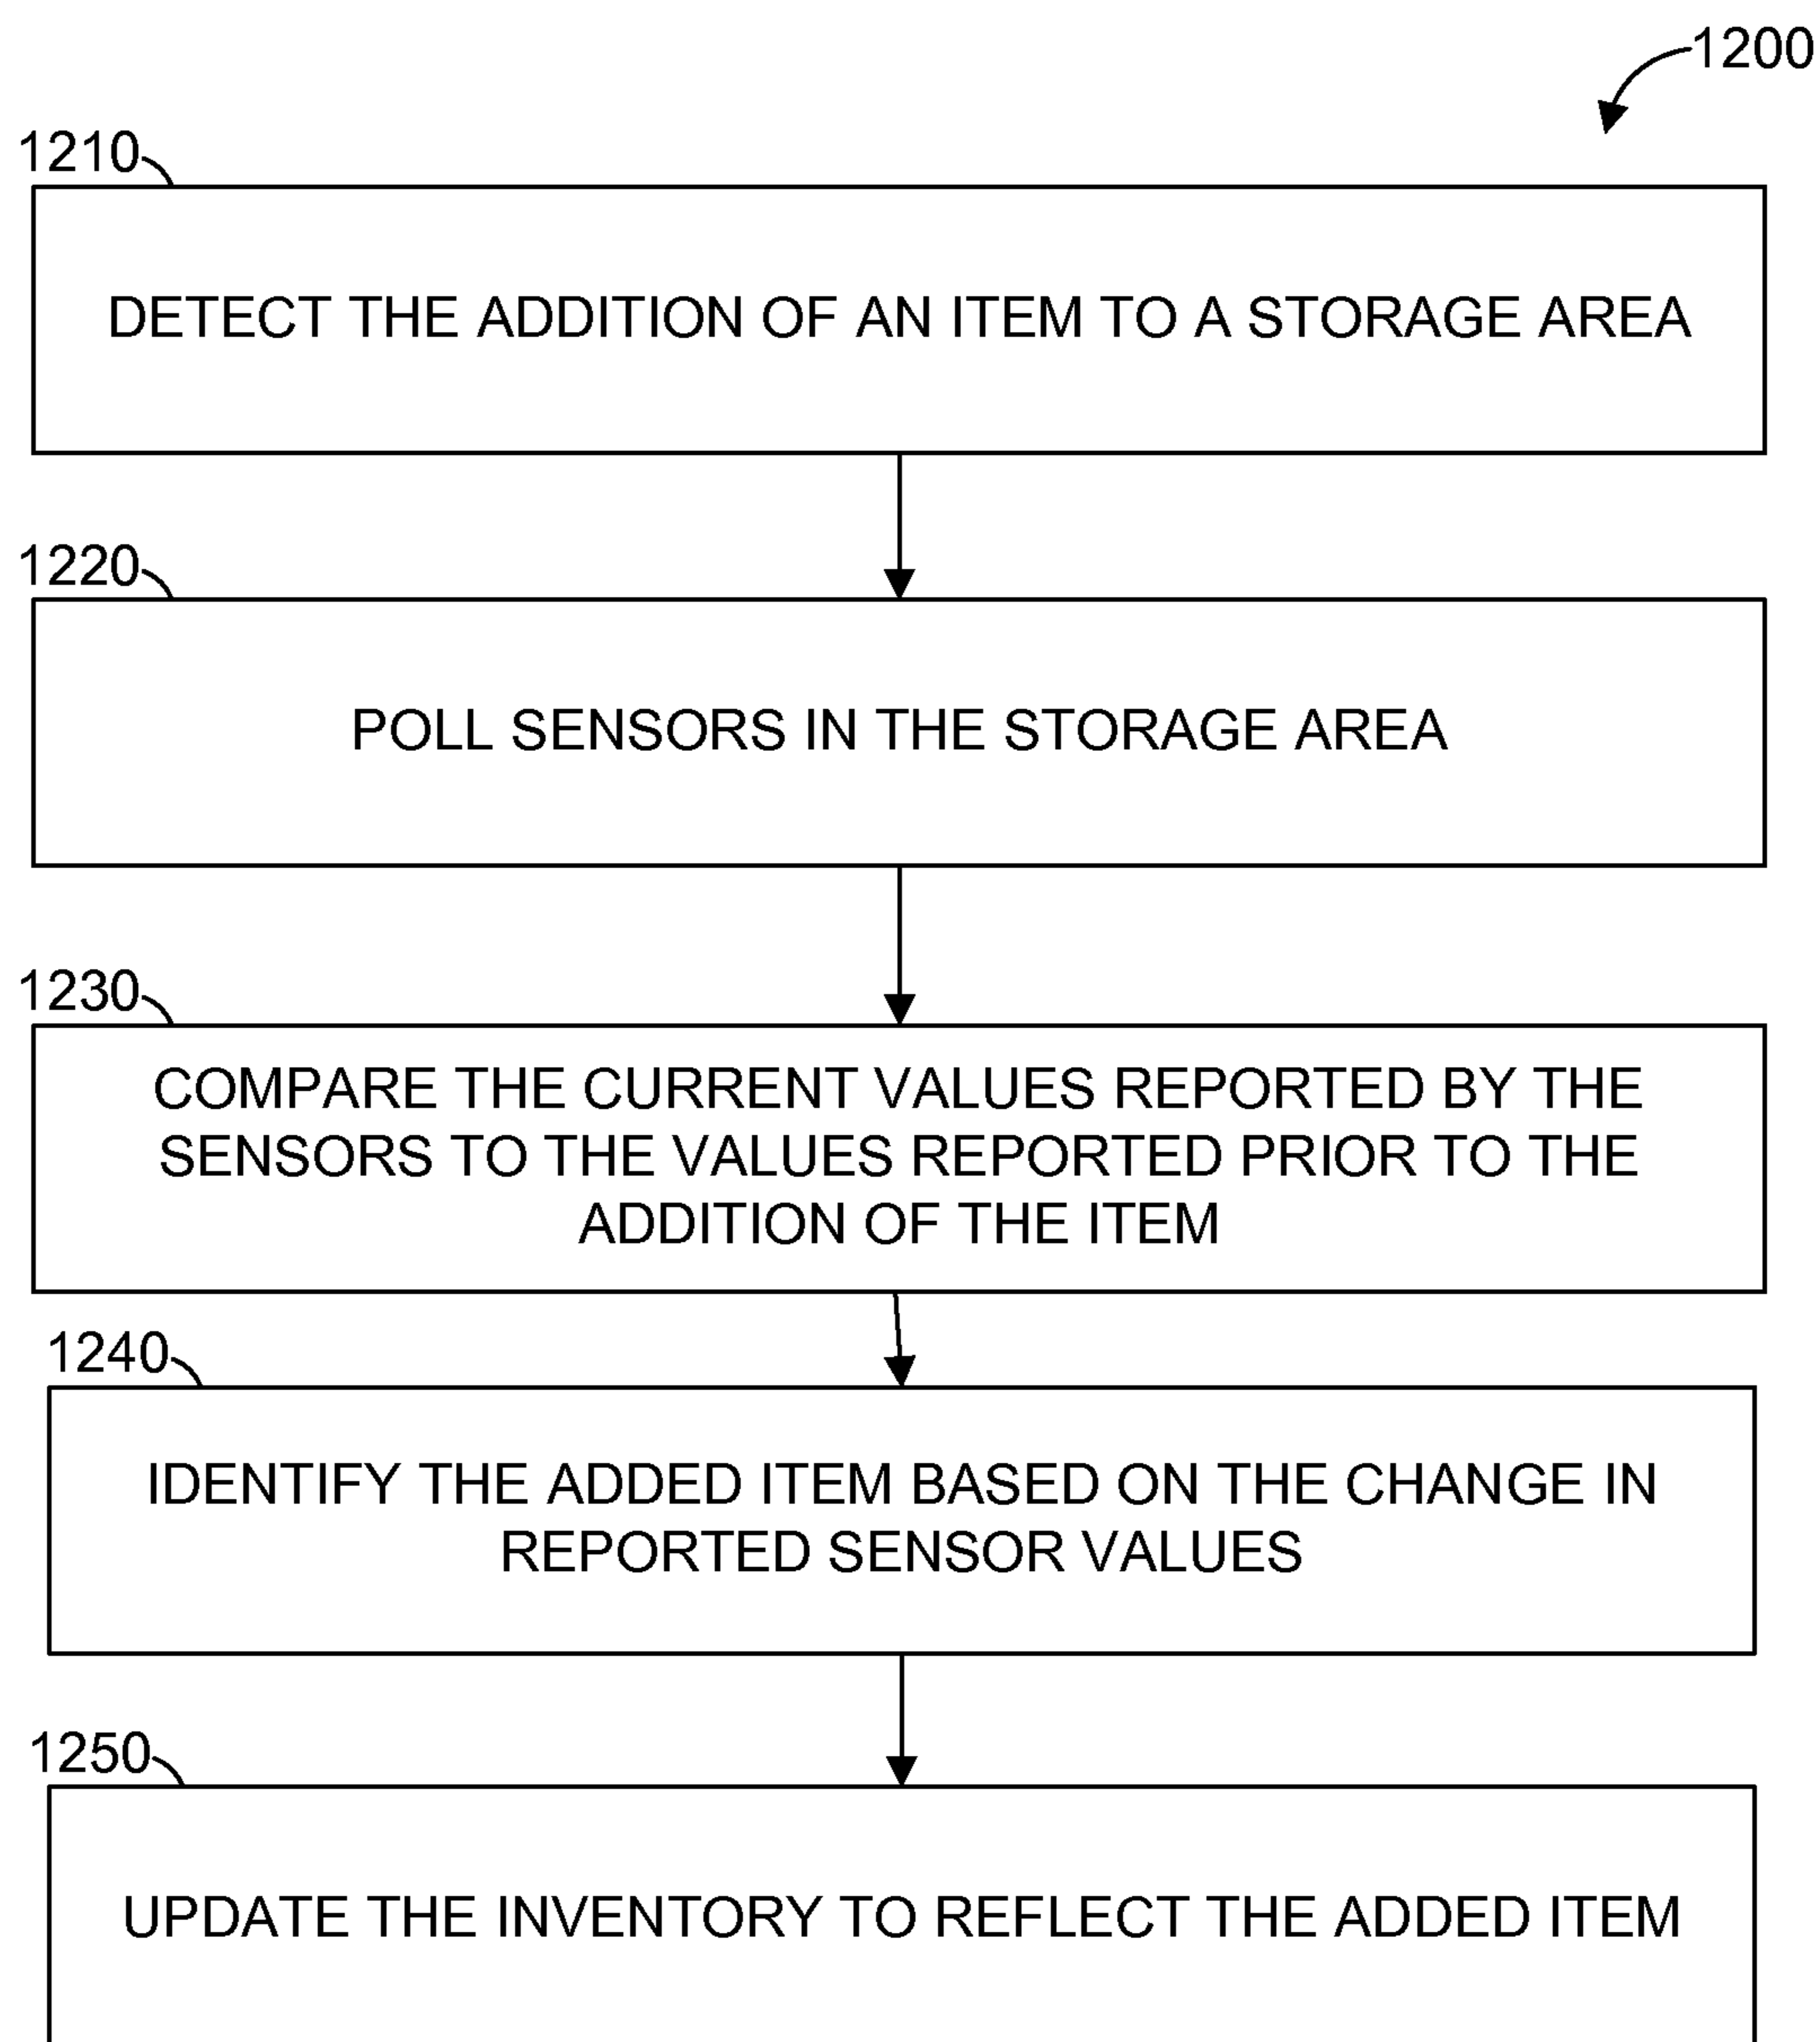 1200
1210
DETECT THE ADDITION OF AN ITEM TO A STORAGE AREA
1220
POLL SENSORS IN THE STORAGE AREA
1230
COMPARE THE CURRENT VALUES REPORTED BY THE
SENSORS TO THE VALUES REPORTED PRIOR TO THE
ADDITION OF THE ITEM
1240
IDENTIFY THE ADDED ITEM BASED ON THE CHANGE IN
REPORTED SENSOR VALUES
1250
UPDATE THE INVENTORY TO REFLECT THE ADDED ITEM